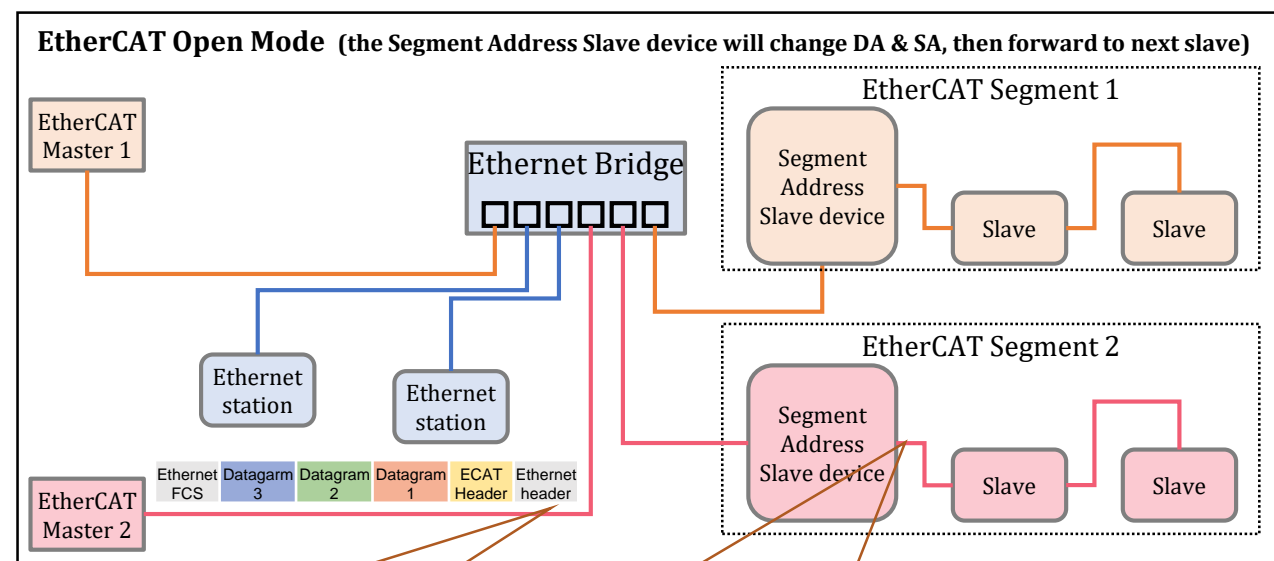 EtherCAT Open Mode (the Segment Address Slave device will change DA & SA, then forward to next slave)
EtherCAT
Master 1
Ethernet Bridge
EtherCAT Segment 1
Segment
Address
Slave device
Slave
Slave
Ethernet
station
Ethernet
station
EtherCAT Segment 2
Segment
Address
Slave device
Slave
Slave
EtherCAT
Master 2
Ethernet
FCS
Datagarm
3
Datagram
2
Datagram
1
ECAT
Header
Ethernet
header